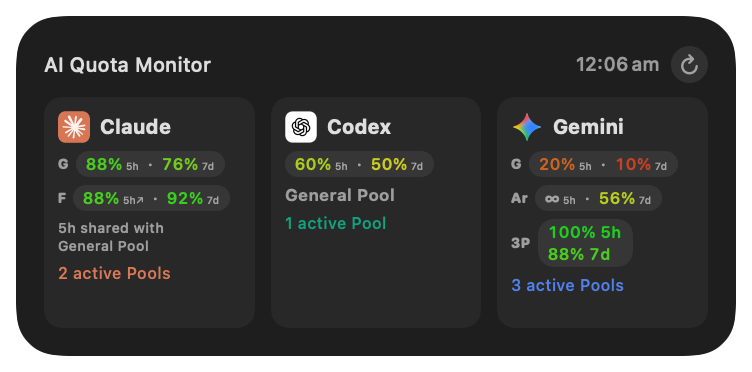 AI Quota Monitor 12:06 am
Claude
G 88% 5h · 76% 7d
F 88% 5h↗ · 92% 7d
5h shared with
General Pool
2 active Pools
Codex
60% 5h · 50% 7d
General Pool
1 active Pool
Gemini
G 20% 5h · 10% 7d
Ar ∞ 5h · 56% 7d
3P 100% 5h
88% 7d
3 active Pools